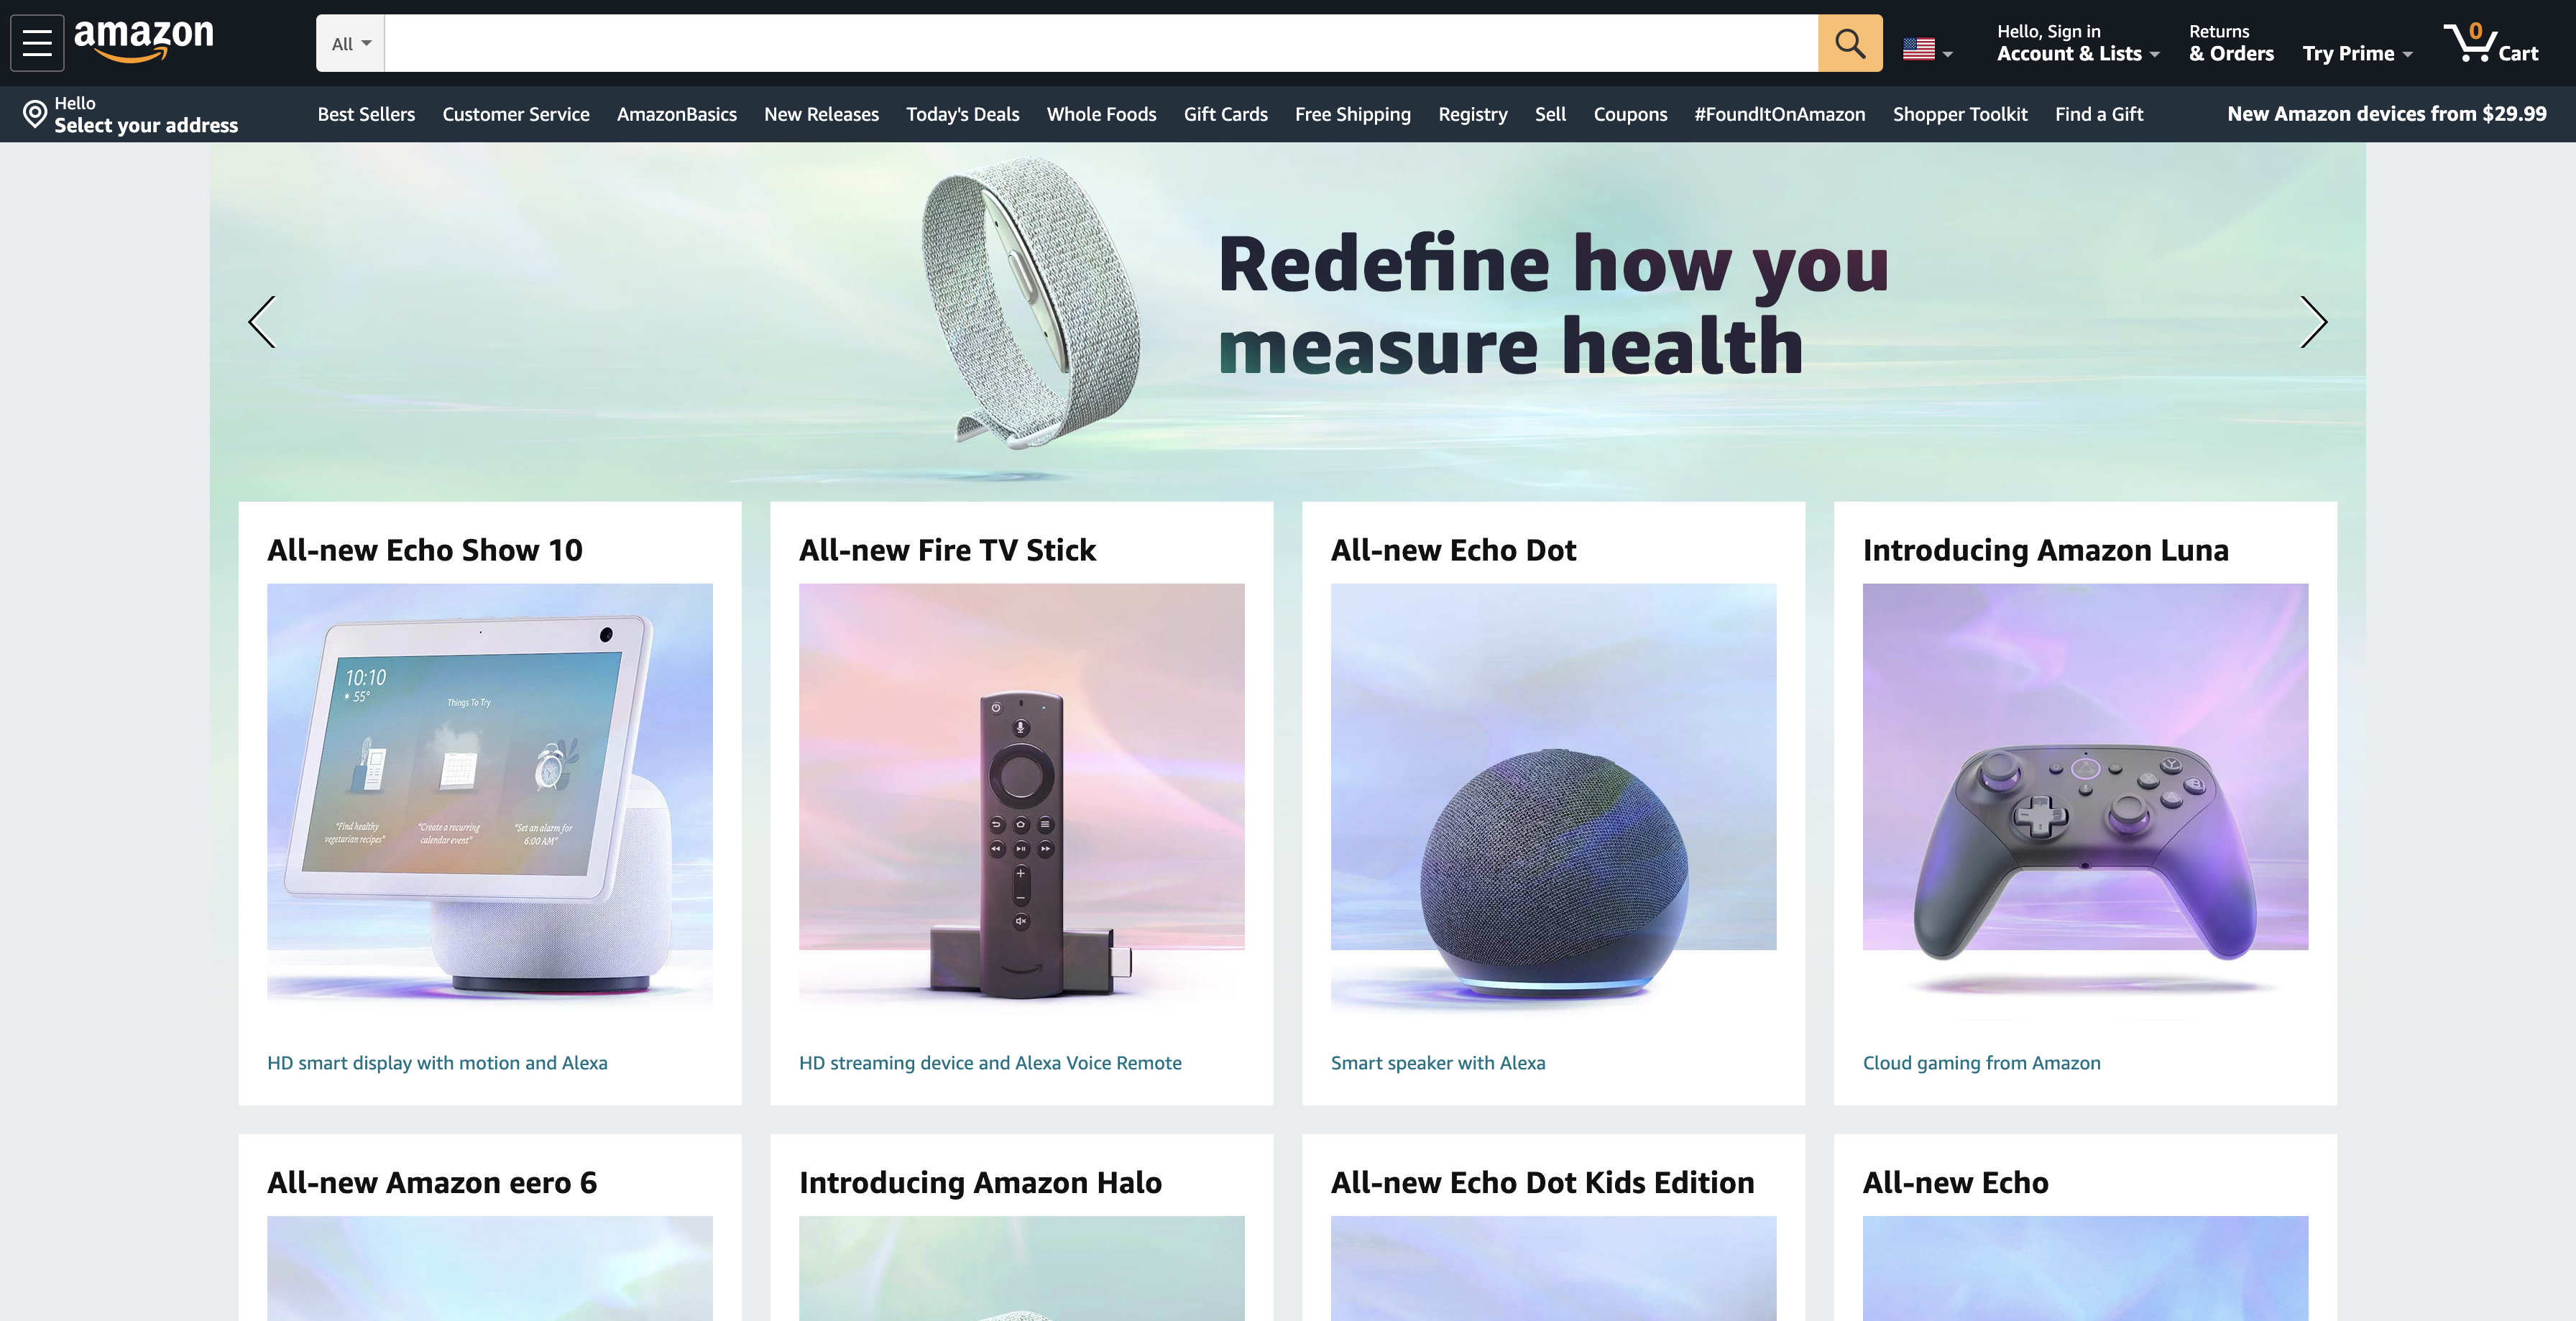 amazon
All
Hello, Sign in
Account & Lists
Returns
& Orders
Try Prime
0
Cart
Hello
Select your address
Best Sellers
Customer Service
AmazonBasics
New Releases
Today's Deals
Whole Foods
Gift Cards
Free Shipping
Registry
Sell
Coupons
#FoundItOnAmazon
Shopper Toolkit
Find a Gift
New Amazon devices from $29.99
Redefine how you
measure health
All-new Echo Show 10
10:10
55°
Things To Try
"Find healthy
vegetarian recipes"
"Create a recurring
calendar event"
"Set an alarm for
6:00 AM"
HD smart display with motion and Alexa
All-new Fire TV Stick
HD streaming device and Alexa Voice Remote
All-new Echo Dot
Smart speaker with Alexa
Introducing Amazon Luna
Y
X
B
A
Cloud gaming from Amazon
All-new Amazon eero 6
Introducing Amazon Halo
All-new Echo Dot Kids Edition
All-new Echo